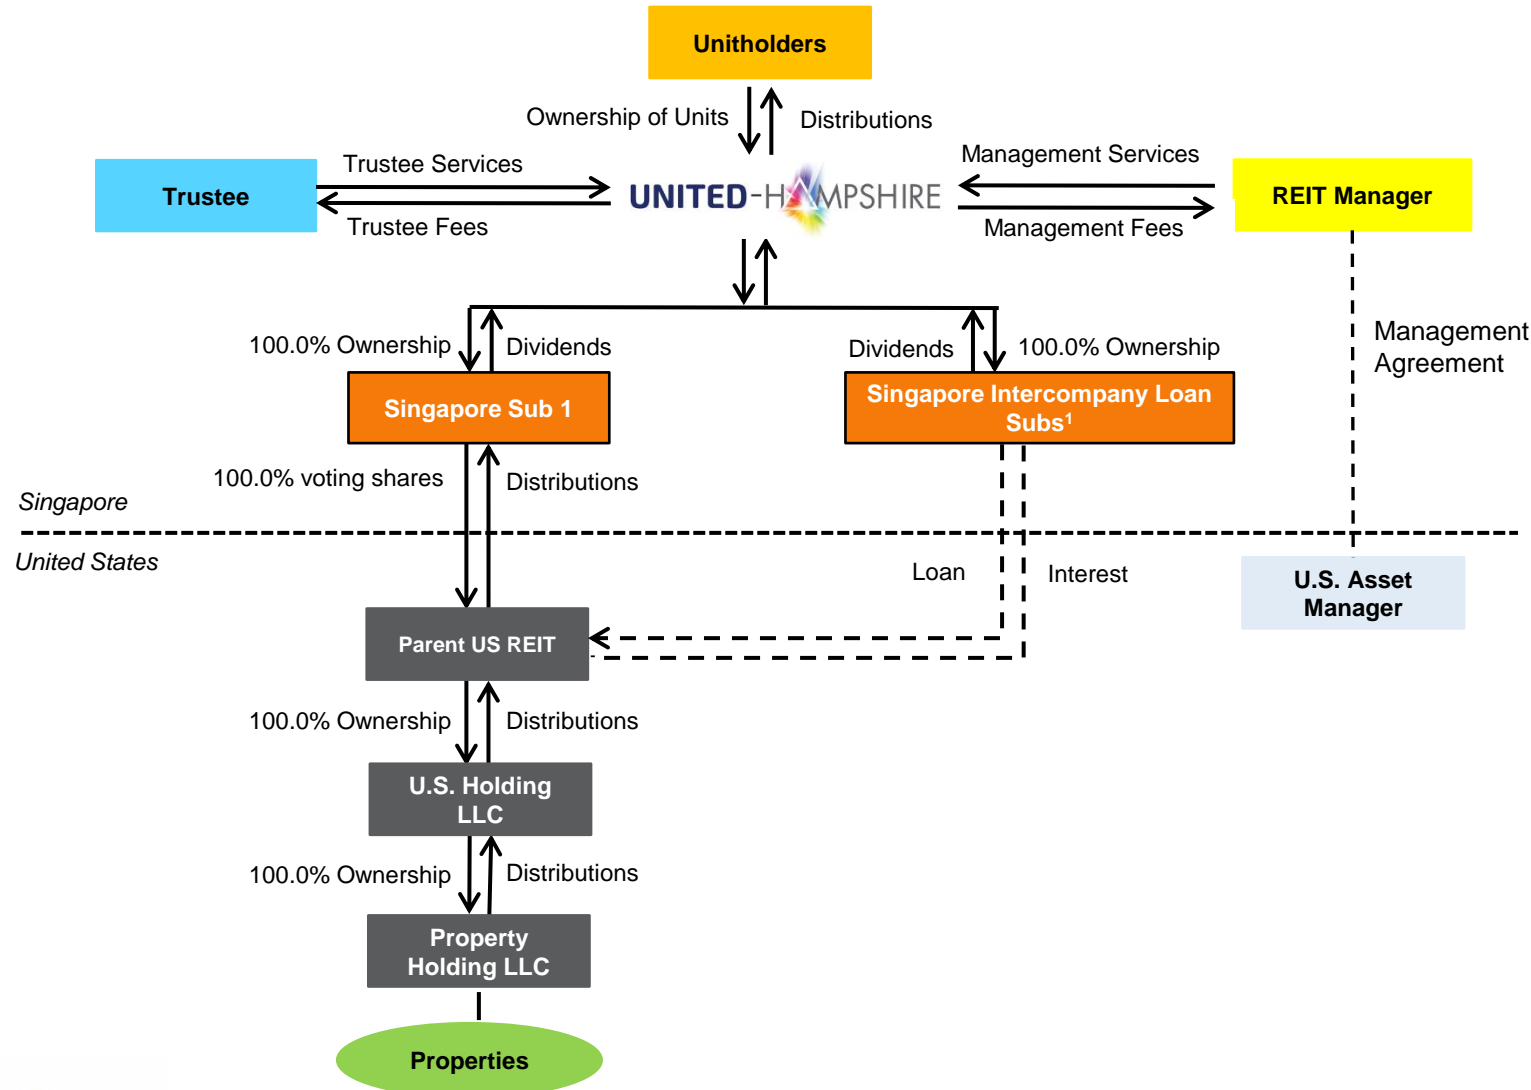 Unitholders
Ownership of Units
Distributions
Trustee
Trustee Services
Trustee Fees
UNITED-HAMPSHIRE
Management Services
Management Fees
REIT Manager
100.0% Ownership
Dividends
Dividends
100.0% Ownership
Management
Agreement
Singapore Sub 1
Singapore Intercompany Loan
Subs¹
100.0% voting shares
Distributions
Singapore
United States
Loan
Interest
U.S. Asset
Manager
Parent US REIT
100.0% Ownership
Distributions
U.S. Holding
LLC
100.0% Ownership
Distributions
Property
Holding LLC
Properties